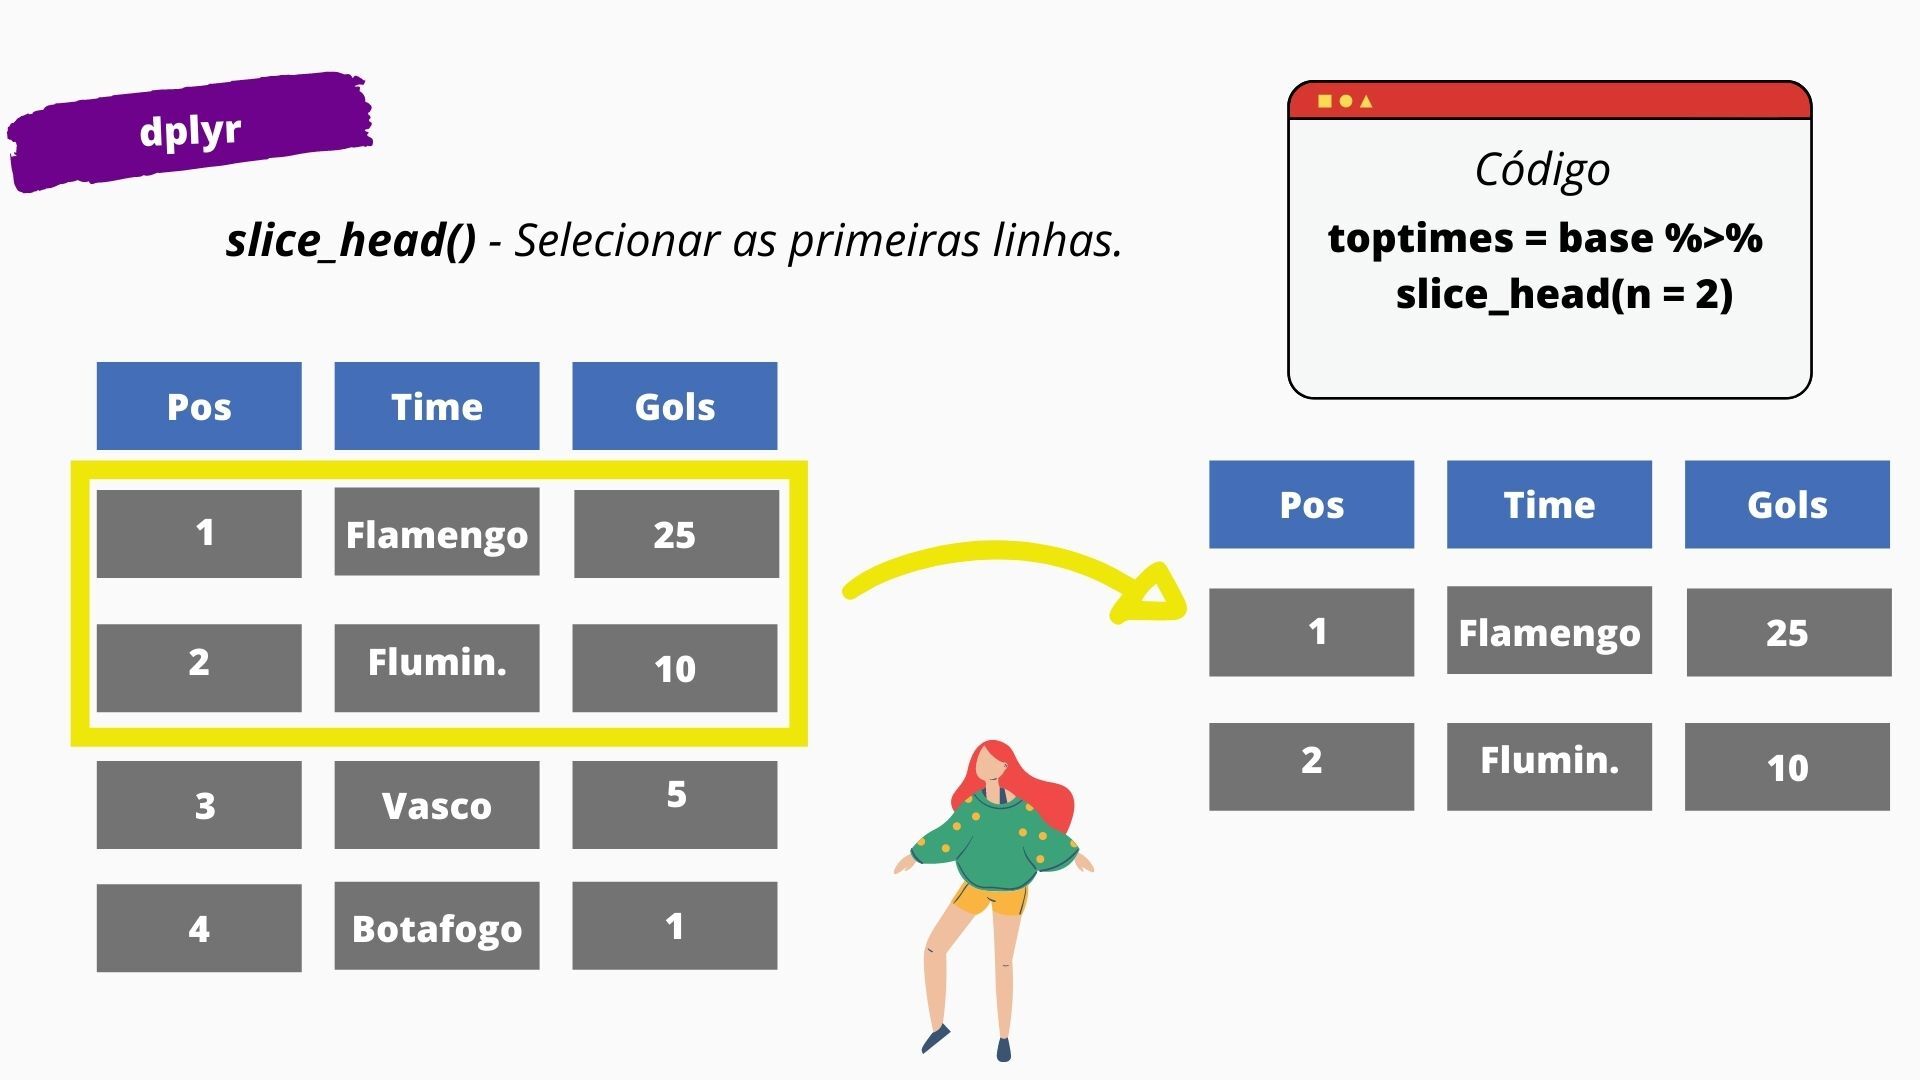 dplyr
slice_head() - Selecionar as primeiras linhas.
Código
toptimes = base %>%
slice_head(n = 2)
Pos Time Gols
1 Flamengo 25
2 Flumin. 10
3 Vasco 5
4 Botafogo 1
Pos Time Gols
1 Flamengo 25
2 Flumin. 10